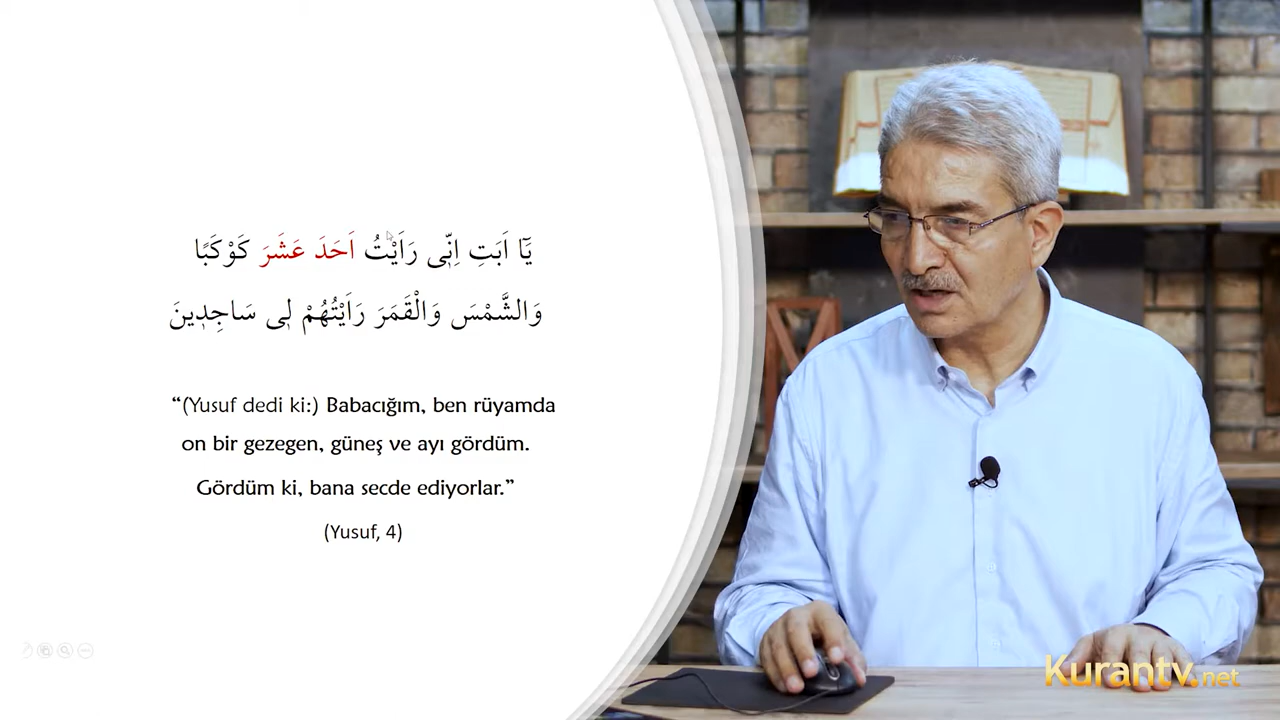 يَٓا اَبَتِ اِنّ۪ى رَاَيْتُ اَحَدَ عَشَرَ كَوْكَبًا
وَالشَّمْسَ وَالْقَمَرَ رَاَيْتُهُمْ ل۪ى سَاجِد۪ينَ
“(Yusuf dedi ki:) Babacığım, ben rüyamda
on bir gezegen, güneş ve ayı gördüm.
Gördüm ki, bana secde ediyorlar.”
(Yusuf, 4)
Kurantv.net